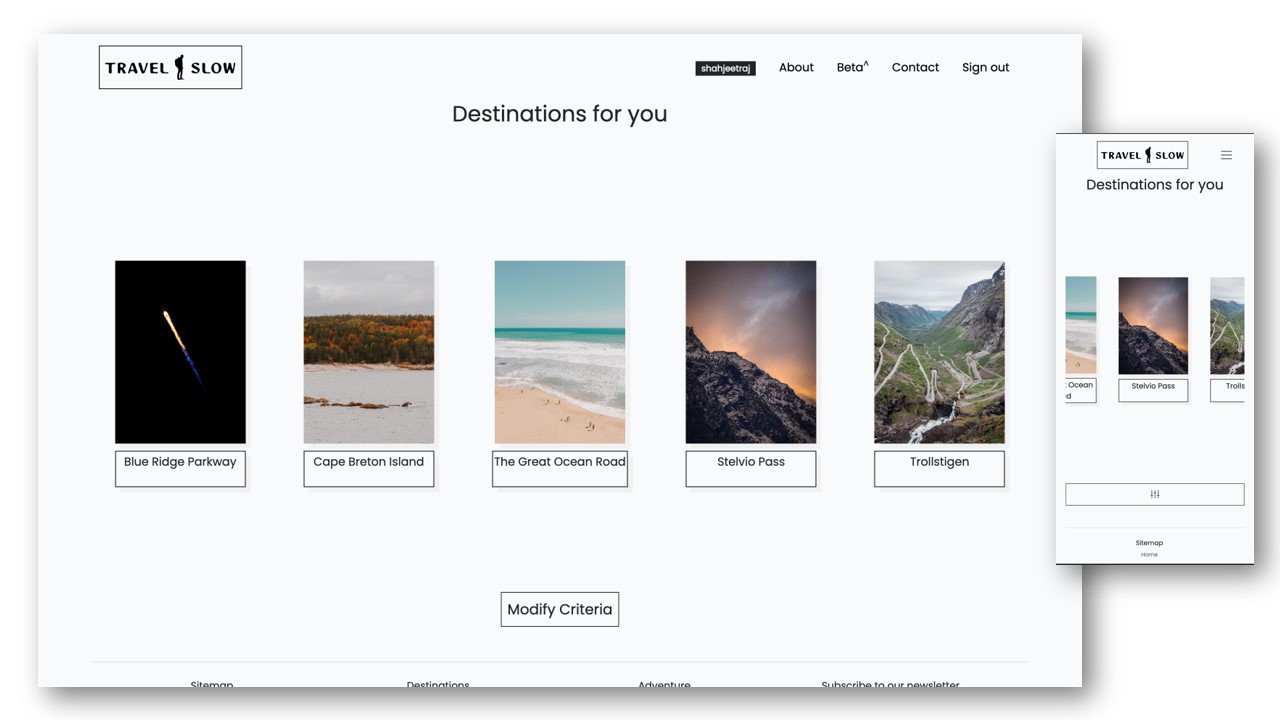 TRAVEL SLOW
shahjeetraj
About
Beta^
Contact
Sign out
Destinations for you
Blue Ridge Parkway
Cape Breton Island
The Great Ocean Road
Stelvio Pass
Trollstigen
Modify Criteria
Sitemap
Destinations
Adventure
Subscribe to our newsletter
TRAVEL SLOW
Destinations for you
Ocean
Stelvio Pass
Trolls
Sitemap
Home